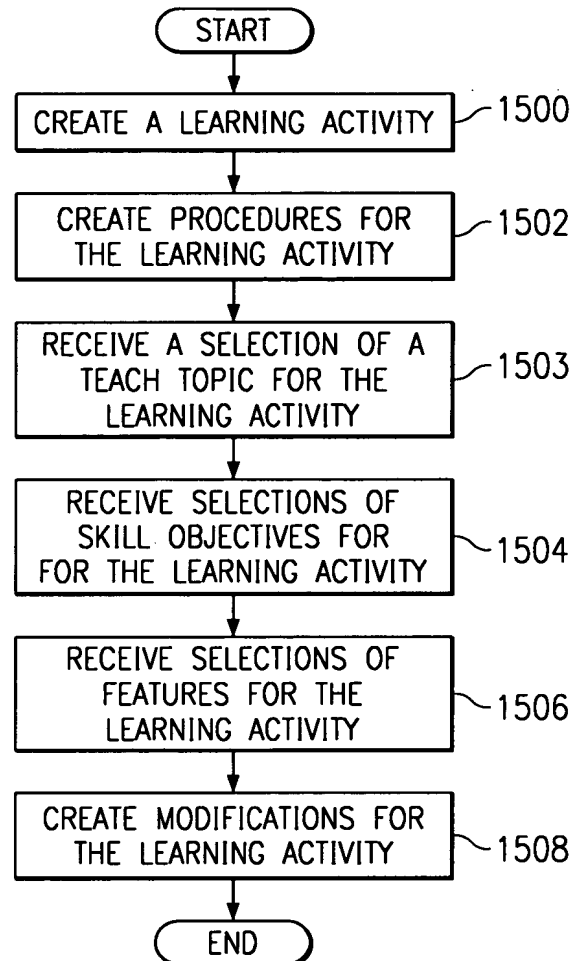 START
CREATE A LEARNING ACTIVITY
1500
CREATE PROCEDURES FOR
THE LEARNING ACTIVITY
1502
RECEIVE A SELECTION OF A
TEACH TOPIC FOR THE
LEARNING ACTIVITY
1503
RECEIVE SELECTIONS OF
SKILL OBJECTIVES FOR
FOR THE LEARNING ACTIVITY
1504
RECEIVE SELECTIONS OF
FEATURES FOR THE
LEARNING ACTIVITY
1506
CREATE MODIFICATIONS FOR
THE LEARNING ACTIVITY
1508
END